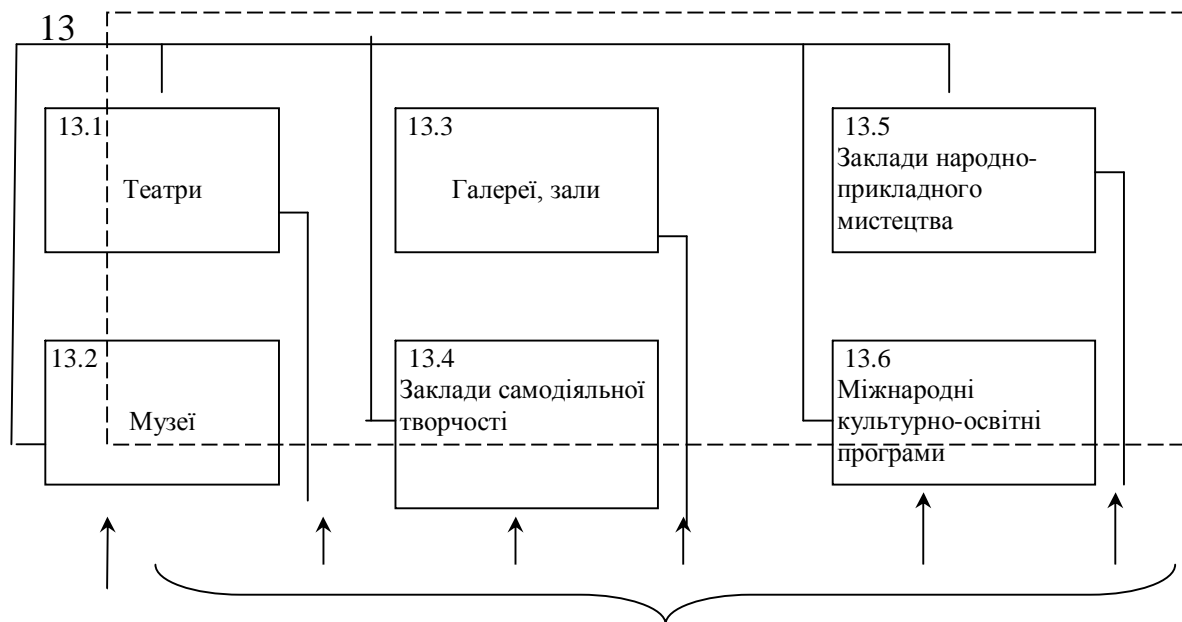 13
13.1
Театри
13.2
Музеї
13.3
Галереї, зали
13.4
Заклади самодіяльної
творчості
13.5
Заклади народно-
прикладного
мистецтва
13.6
Міжнародні
культурно-освітні
програми